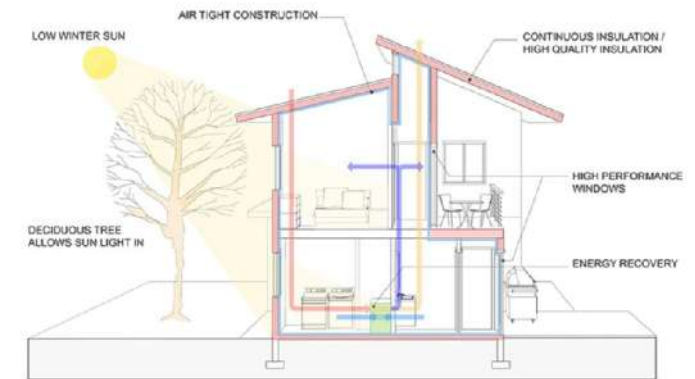 AIR TIGHT CONSTRUCTION
LOW WINTER SUN
CONTINUOUS INSULATION /
HIGH QUALITY INSULATION
HIGH PERFORMANCE
WINDOWS
DECIDUOUS TREE
ALLOWS SUN LIGHT IN
ENERGY RECOVERY